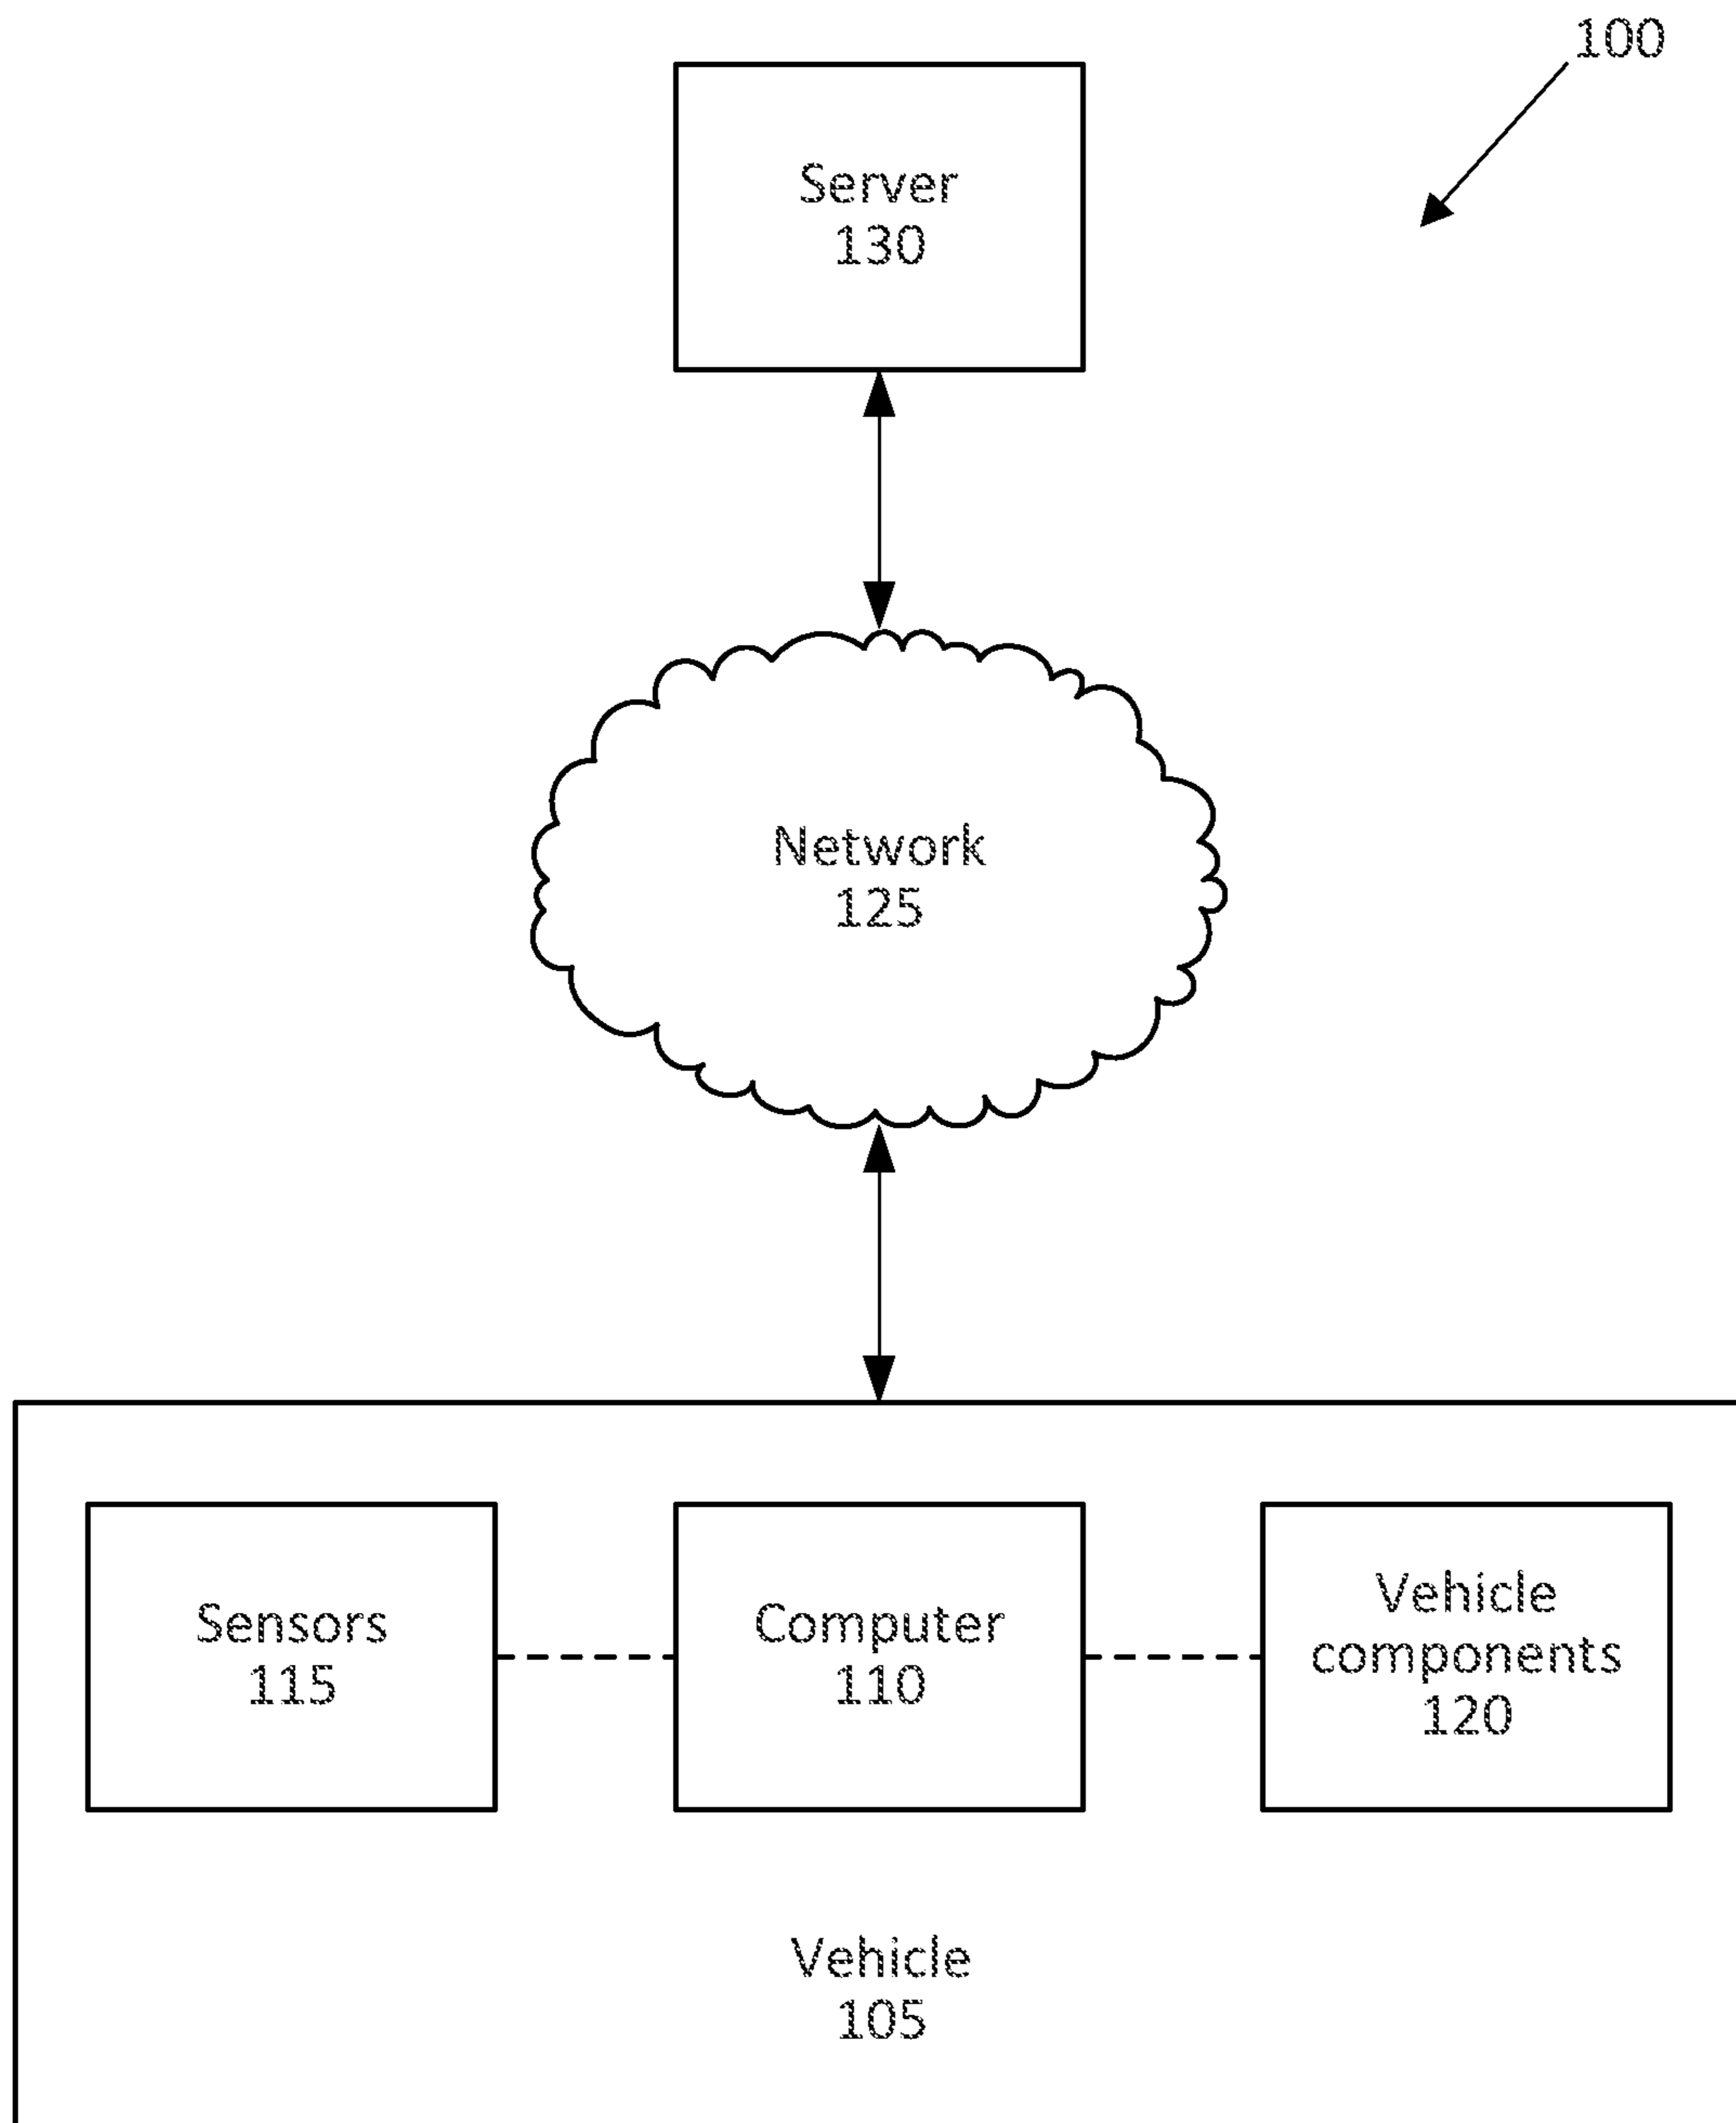 100
Server
130
Network
125
Sensors
115
Computer
110
Vehicle
components
120
Vehicle
105